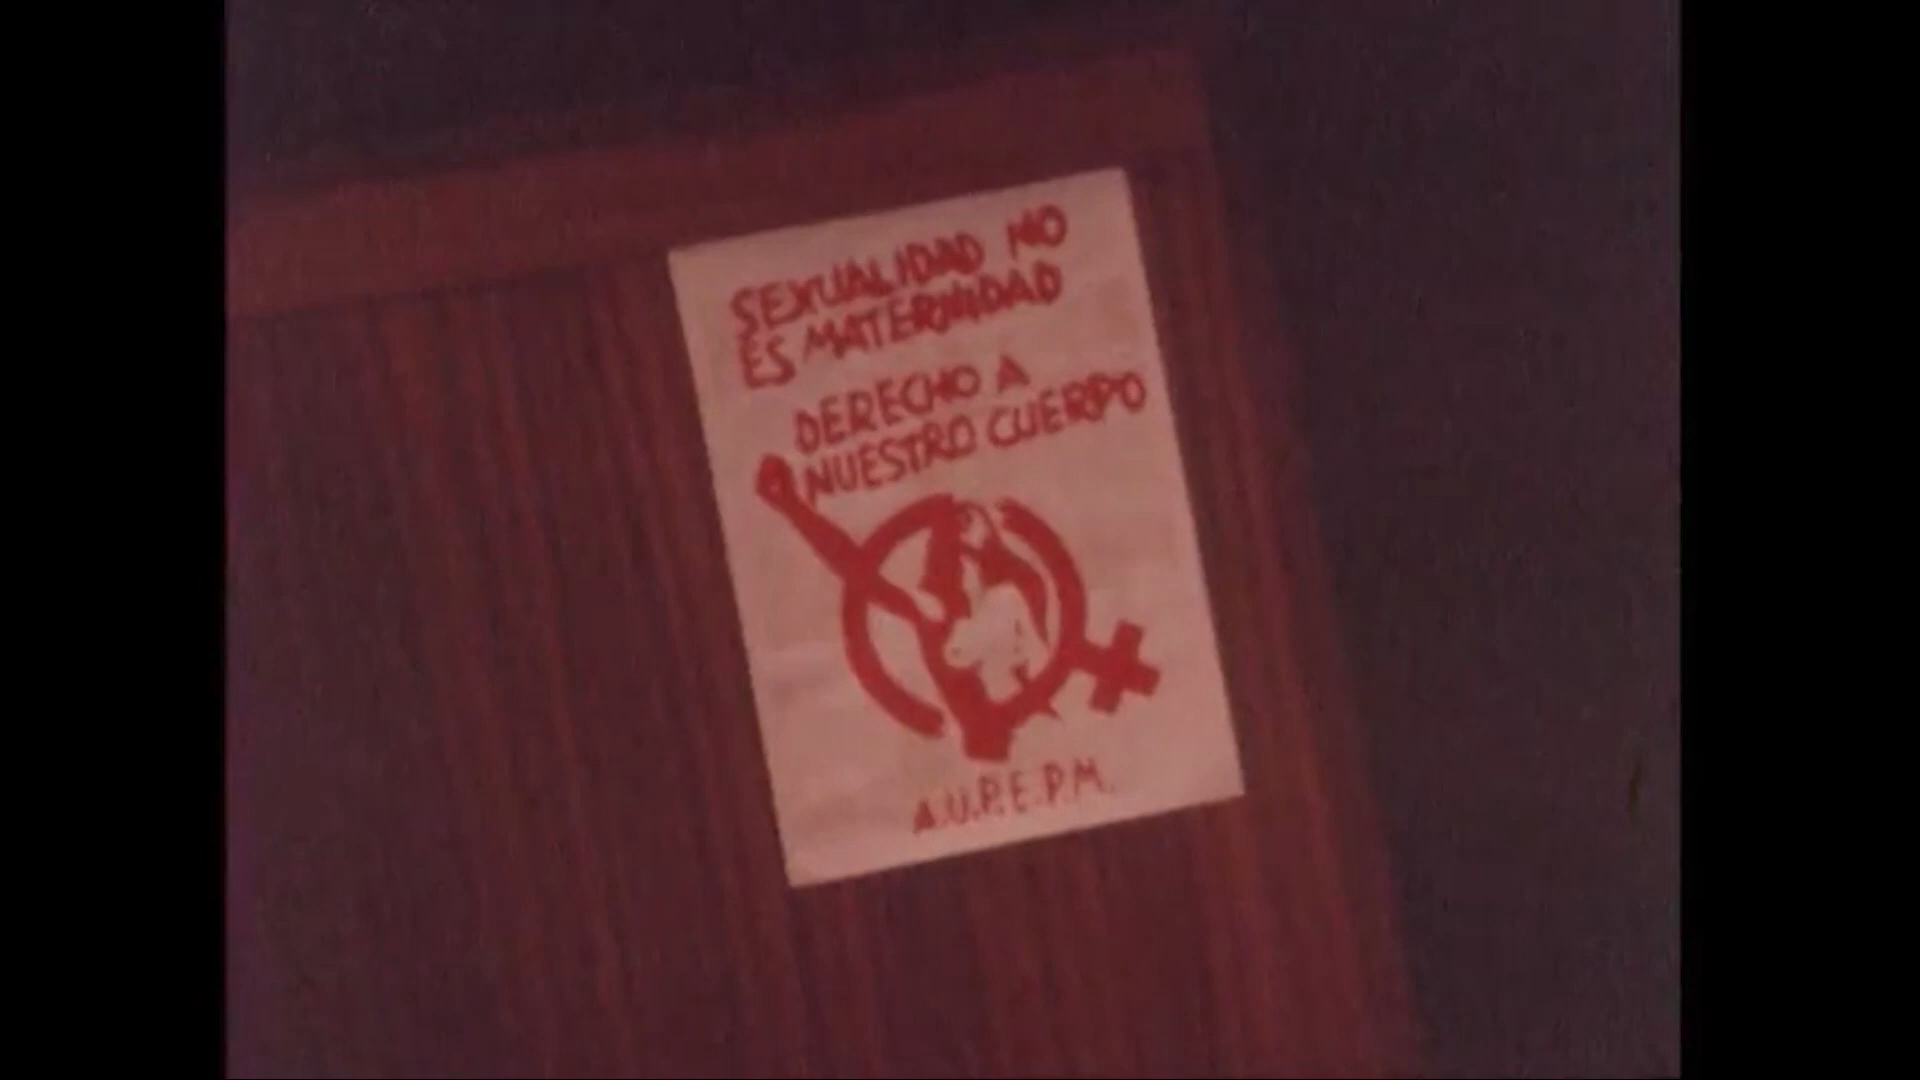 SEXUALIDAD NO
ES MATERNIDAD
DERECHO A
NUESTRO CUERPO
A.U.P.E.P.M.